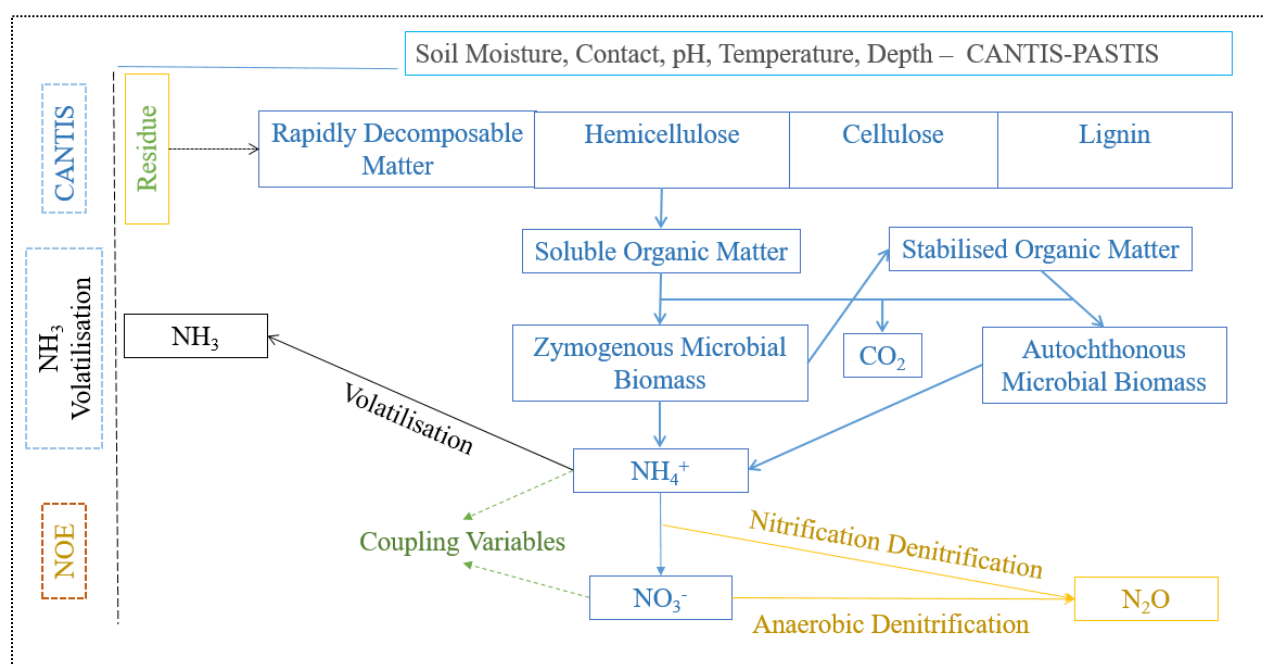 Soil Moisture, Contact, pH, Temperature, Depth – CANTIS-PASTIS
CANTIS
Residue
Rapidly Decomposable
Matter
Hemicellulose
Cellulose
Lignin
Soluble Organic Matter
Stabilised Organic Matter
NH₃
Volatilisation
NH₃
Zymogenous Microbial
Biomass
CO₂
Autochthonous
Microbial Biomass
Volatilisation
NH₄⁺
NOE
Coupling Variables
Nitrification Denitrification
NO₃⁻
N₂O
Anaerobic Denitrification